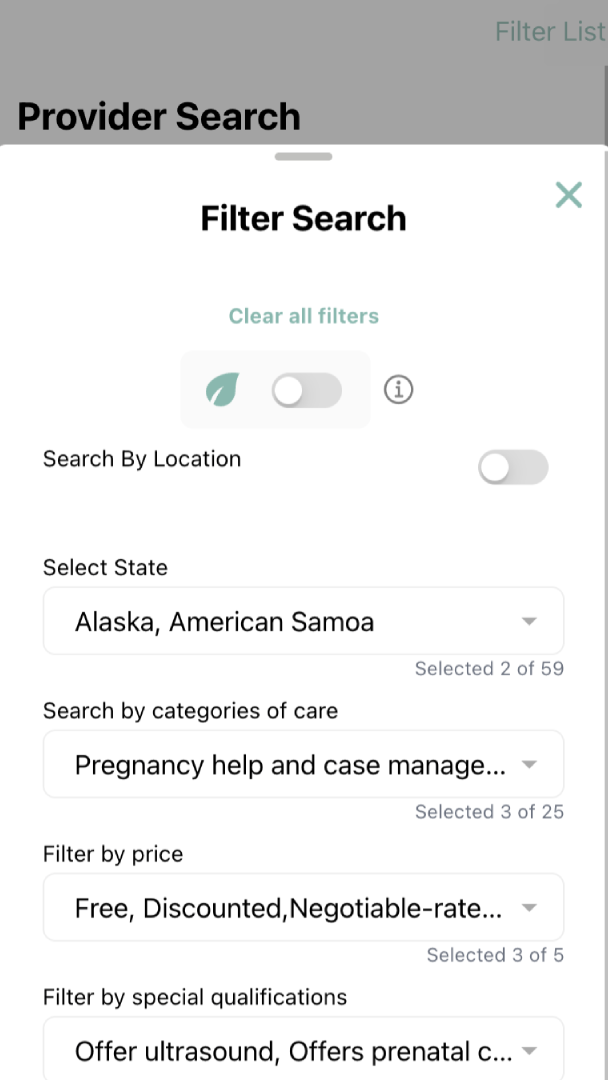 Filter List
Provider Search
Filter Search
Clear all filters
Search By Location
Select State
Alaska, American Samoa
Selected 2 of 59
Search by categories of care
Pregnancy help and case manage...
Selected 3 of 25
Filter by price
Free, Discounted,Negotiable-rate...
Selected 3 of 5
Filter by special qualifications
Offer ultrasound, Offers prenatal c...